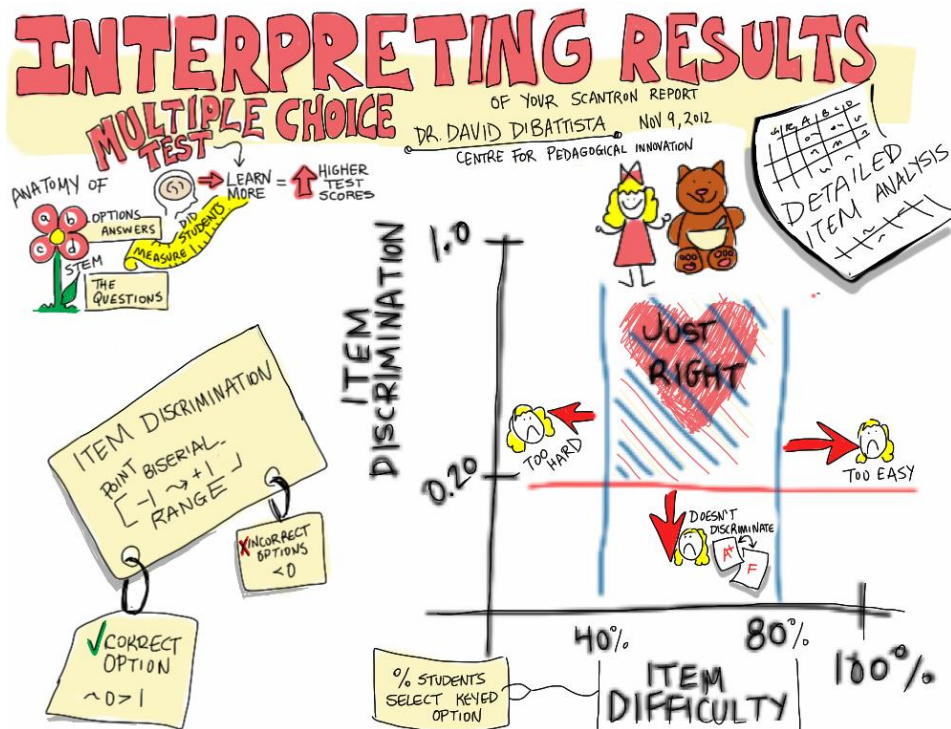 INTERPRETING RESULTS
OF YOUR SCANTRON REPORT
MULTIPLE CHOICE
TEST
DR. DAVID DIBATTISTA NOV 9, 2012
CENTRE FOR PEDAGOGICAL INNOVATION
ANATOMY OF
a b
c d
OPTIONS
ANSWERS
STEM
THE
QUESTIONS
DID
STUDENTS
MEASURE
LEARN
MORE
=
HIGHER
TEST
SCORES
A B C D
DETAILED
ITEM ANALYSIS
ITEM
DISCRIMINATION
1.0
0.20
JUST
RIGHT
TOO
HARD
TOO EASY
DOESN'T
DISCRIMINATE
A+
F
40%
80%
100%
ITEM
DIFFICULTY
% STUDENTS
SELECT KEYED
OPTION
ITEM DISCRIMINATION
POINT BISERIAL
[-1 ⇝ +1]
RANGE
X INCORRECT
OPTIONS
<0
✓ CORRECT
OPTION
~0>1